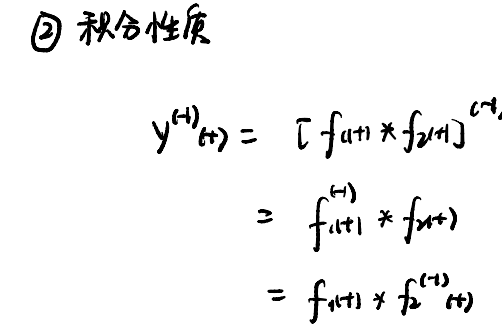 ② 积分性质
y⁽⁻¹⁾(t) = [f₁(t) * f₂(t)]⁽⁻¹⁾
= f₁⁽⁻¹⁾(t) * f₂(t)
= f₁(t) * f₂⁽⁻¹⁾(t)